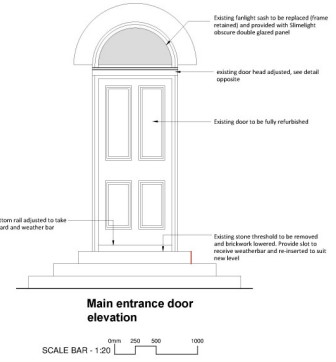 Existing fanlight sash to be replaced (frame
retained) and provided with Slimelight
obscure double glazed panel
existing door head adjusted, see detail
opposite
Existing door to be fully refurbished
ttom rail adjusted to take
ard and weather bar
Existing stone threshold to be removed
and brickwork lowered. Provide slot to
receive weatherbar and re-inserted to suit
new level
Main entrance door
elevation
SCALE BAR - 1:20
0mm 250 500 1000